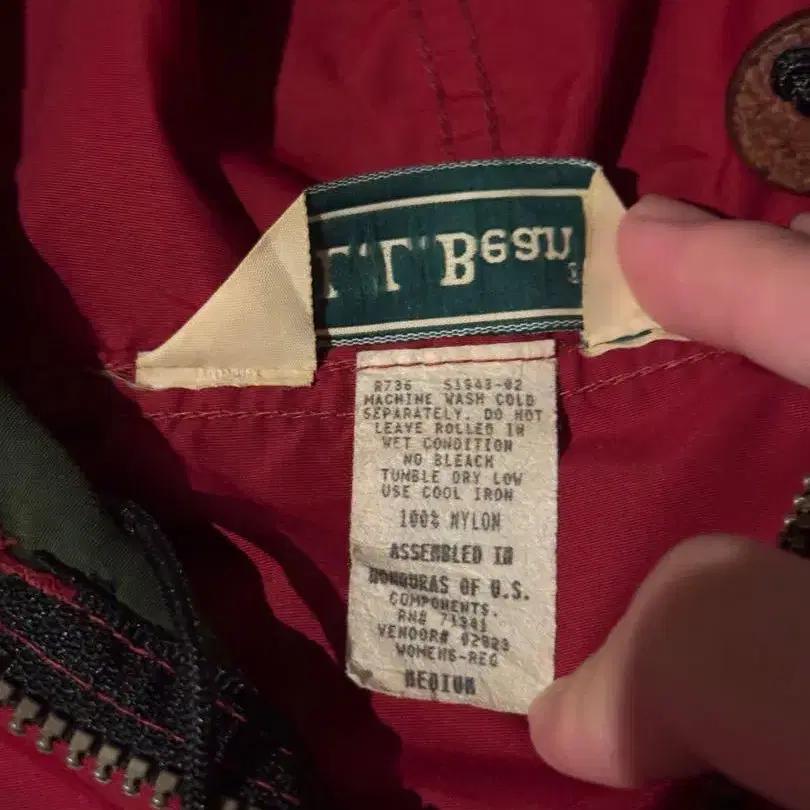 L.L.Bean
R736 51943-02
MACHINE WASH COLD
SEPARATELY. DO NOT
LEAVE ROLLED IN
WET CONDITION
NO BLEACH
TUMBLE DRY LOW
USE COOL IRON
100% NYLON
ASSEMBLED IN
HONDURAS OF U.S.
COMPONENTS.
RN# 71341
VENDOR# 02923
WOMENS-REG
MEDIUM